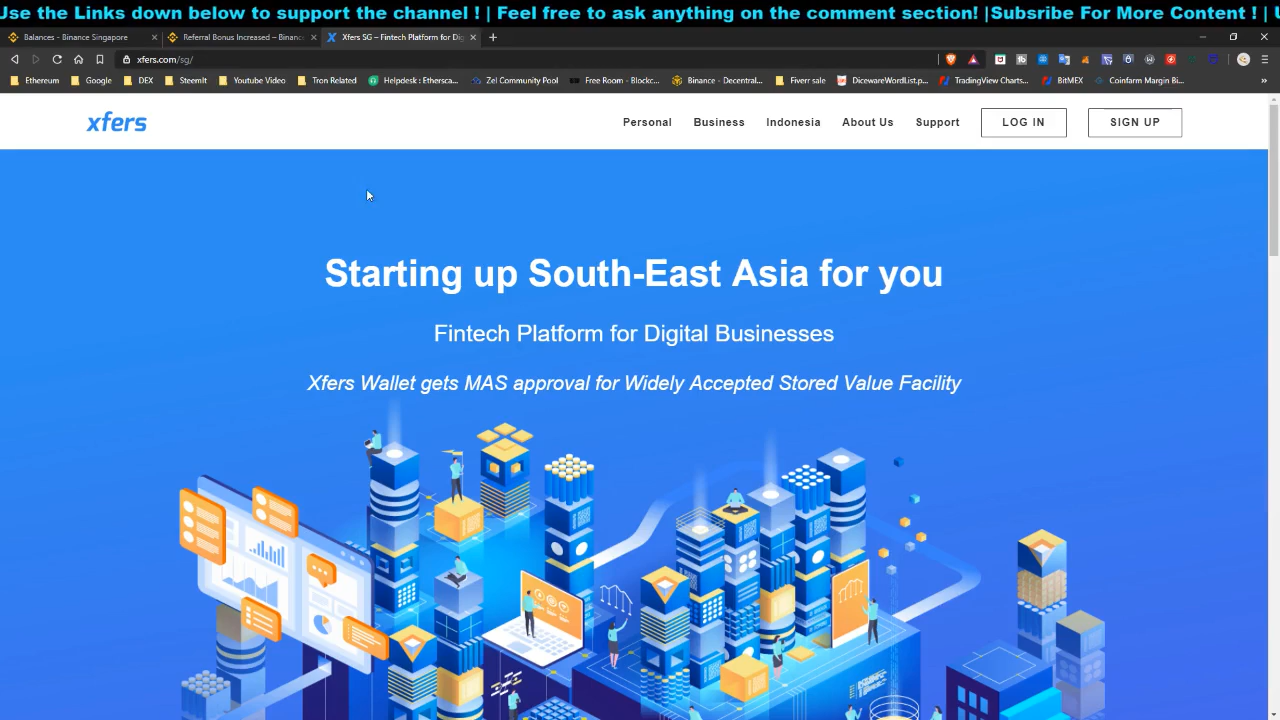 Use the Links down below to support the channel ! | Feel free to ask anything on the comment section! |Subsribe For More Content ! |
Balances - Binance Singapore
Referral Bonus Increased – Binanc
Xfers SG – Fintech Platform for Dig
xfers.com/sg/
Ethereum
Google
DEX
SteemIt
Youtube Video
Tron Related
Helpdesk : Ethersca...
Zel Community Pool
Free Room - Blockc...
Binance - Decentral...
Fiverr sale
DicewareWordList.p...
TradingView Charts...
BitMEX
Coinfarm Margin Bi...
xfers
Personal
Business
Indonesia
About Us
Support
LOG IN
SIGN UP
Starting up South-East Asia for you
Fintech Platform for Digital Businesses
Xfers Wallet gets MAS approval for Widely Accepted Stored Value Facility